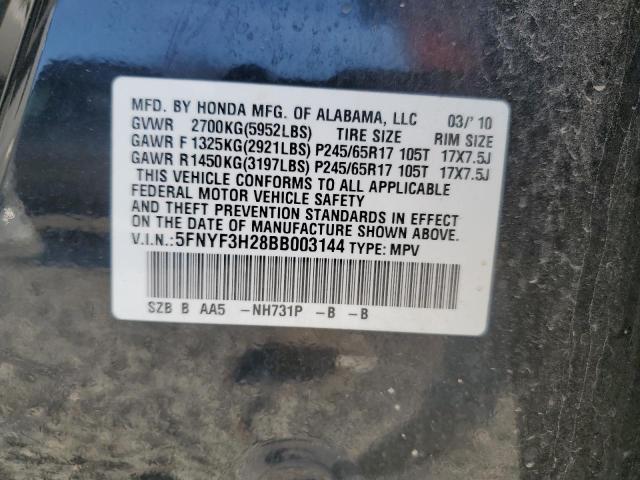 MFD. BY HONDA MFG. OF ALABAMA, LLC 03/'10
GVWR 2700KG(5952LBS) TIRE SIZE RIM SIZE
GAWR F 1325KG(2921LBS) P245/65R17 105T 17X7.5J
GAWR R1450KG(3197LBS) P245/65R17 105T 17X7.5J
THIS VEHICLE CONFORMS TO ALL APPLICABLE
FEDERAL MOTOR VEHICLE SAFETY
AND THEFT PREVENTION STANDARDS IN EFFECT
ON THE DATE OF MANUFACTURE SHOWN ABOVE.
V.I.N.:5FNYF3H28BB003144 TYPE: MPV
SZB B AA5 -NH731P -B -B